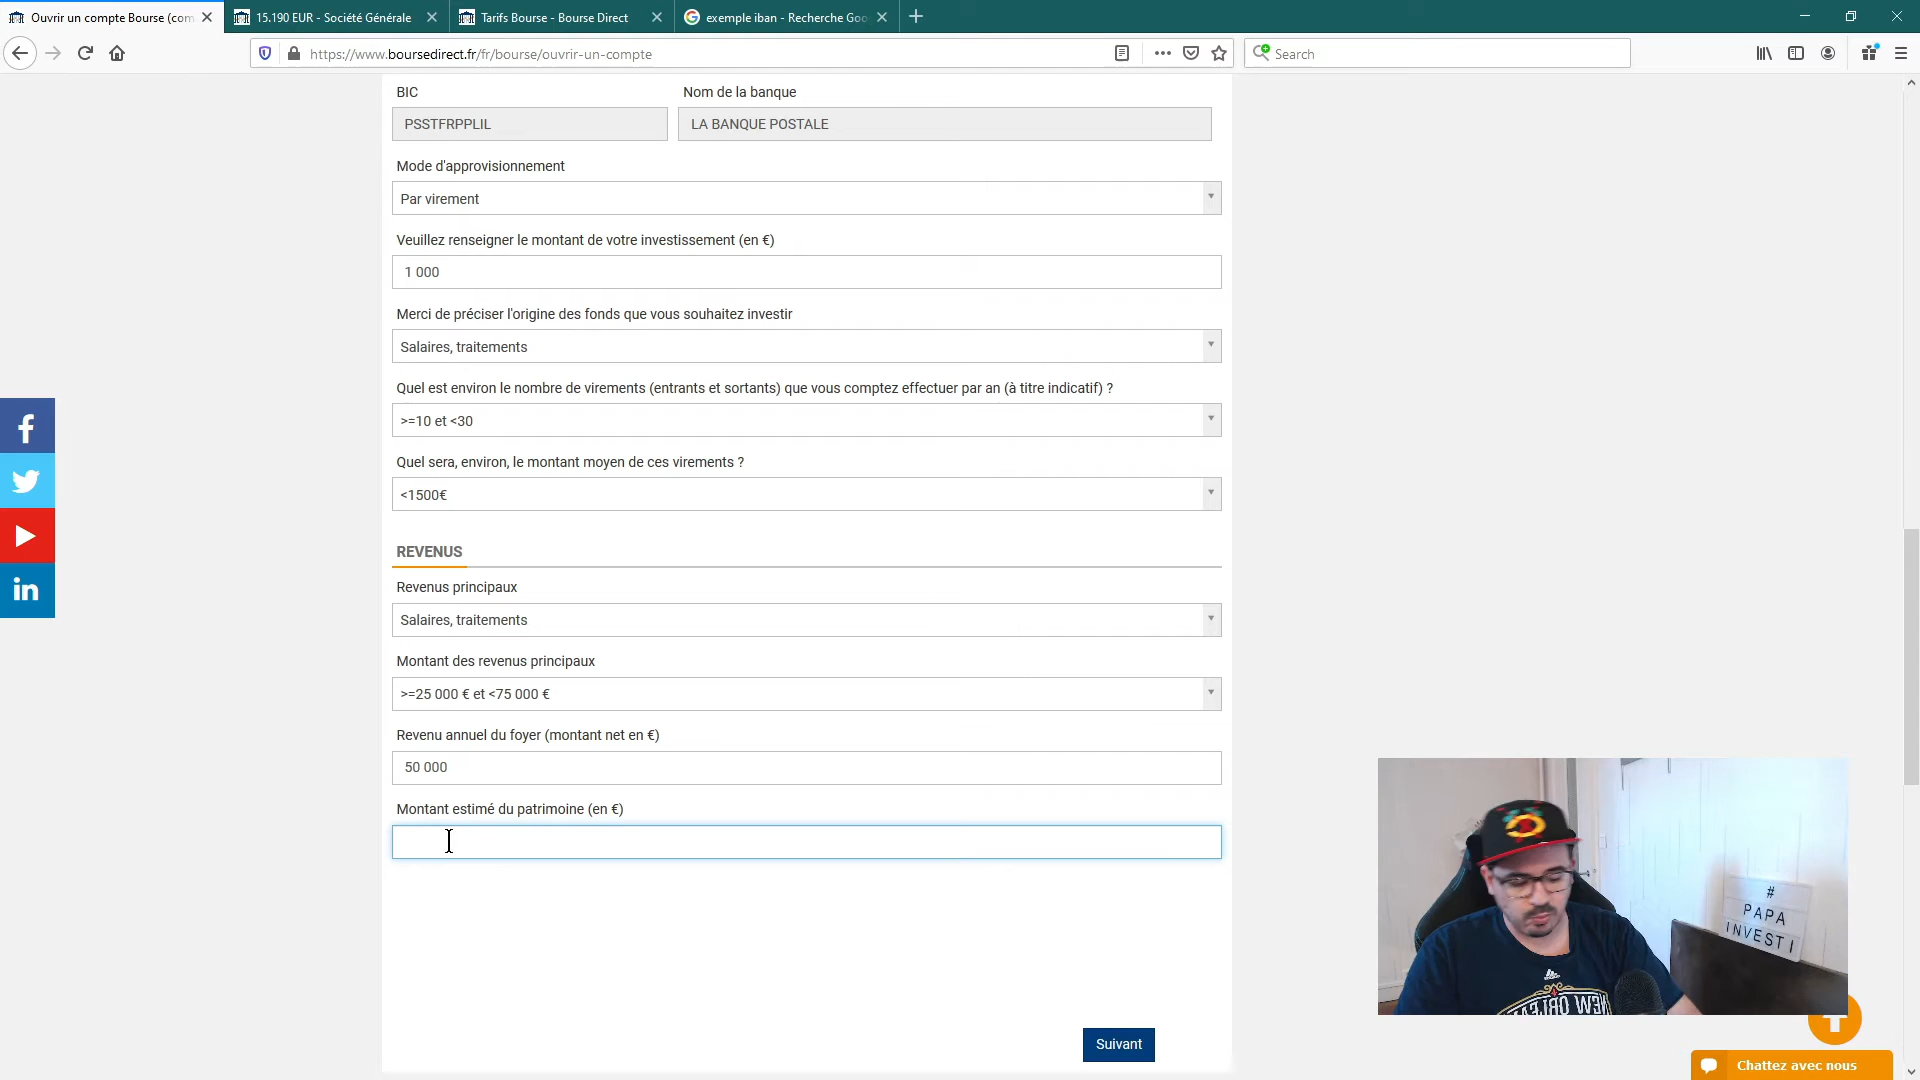 Ouvrir un compte Bourse (com
15.190 EUR - Société Générale
Tarifs Bourse - Bourse Direct
exemple iban - Recherche Goo
https://www.boursedirect.fr/fr/bourse/ouvrir-un-compte
Search
BIC
Nom de la banque
PSSTFRPPLIL
LA BANQUE POSTALE
Mode d'approvisionnement
Par virement
Veuillez renseigner le montant de votre investissement (en €)
1 000
Merci de préciser l'origine des fonds que vous souhaitez investir
Salaires, traitements
Quel est environ le nombre de virements (entrants et sortants) que vous comptez effectuer par an (à titre indicatif) ?
>=10 et <30
Quel sera, environ, le montant moyen de ces virements ?
<1500€
REVENUS
Revenus principaux
Salaires, traitements
Montant des revenus principaux
>=25 000 € et <75 000 €
Revenu annuel du foyer (montant net en €)
50 000
Montant estimé du patrimoine (en €)
Suivant
#
PAPA
INVEST I
NEW ORLEANS
Chattez avec nous